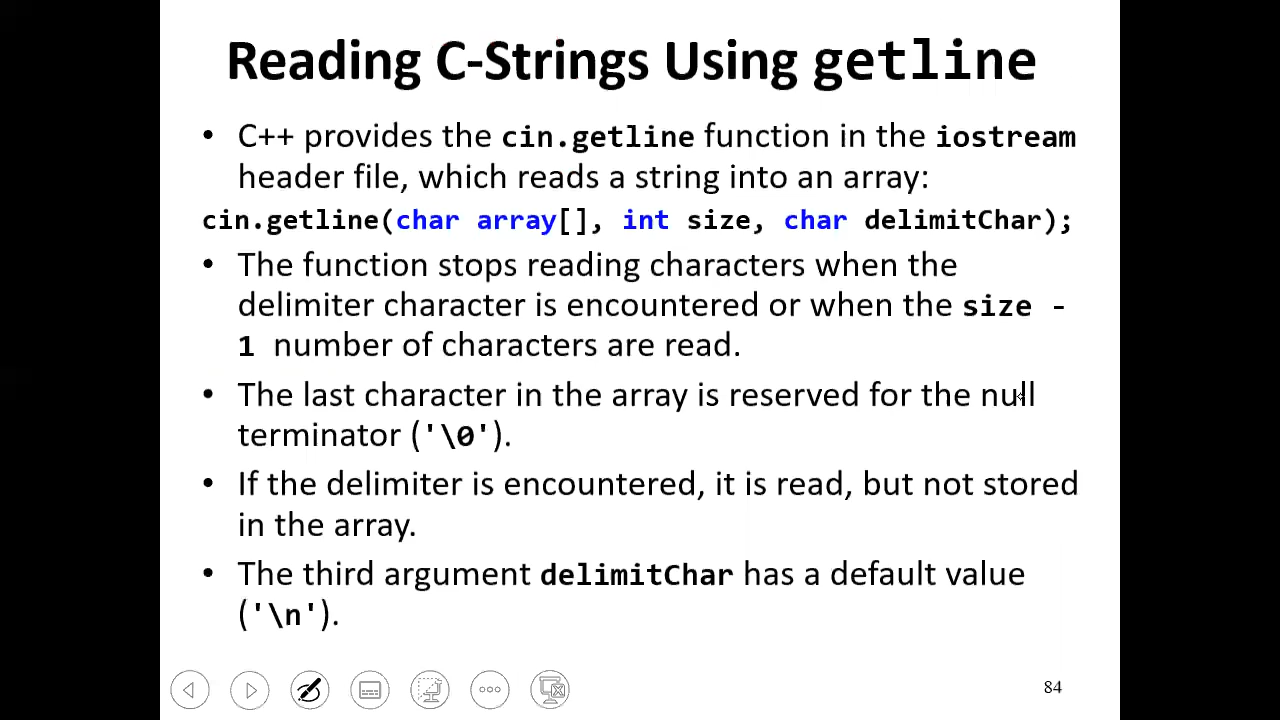 Reading C-Strings Using getline
• C++ provides the cin.getline function in the iostream
header file, which reads a string into an array:
cin.getline(char array[], int size, char delimitChar);
• The function stops reading characters when the
delimiter character is encountered or when the size -
1 number of characters are read.
• The last character in the array is reserved for the null
terminator ('\0').
• If the delimiter is encountered, it is read, but not stored
in the array.
• The third argument delimitChar has a default value
('\n').
84